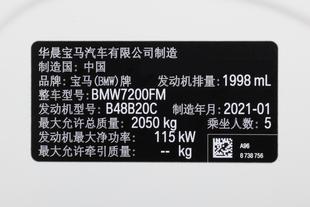 华晨宝马汽车有限公司制造
制造国：中国
品牌：宝马(BMW)牌 发动机排量：1998 mL
整车型号：BMW7200FM
发动机型号：B48B20C 制造年月：2021-01
最大允许总质量：2050 kg 乘坐人数：5
发动机最大净功率：115 kW
最大允许牵引质量：-- kg
A96
8 738 756